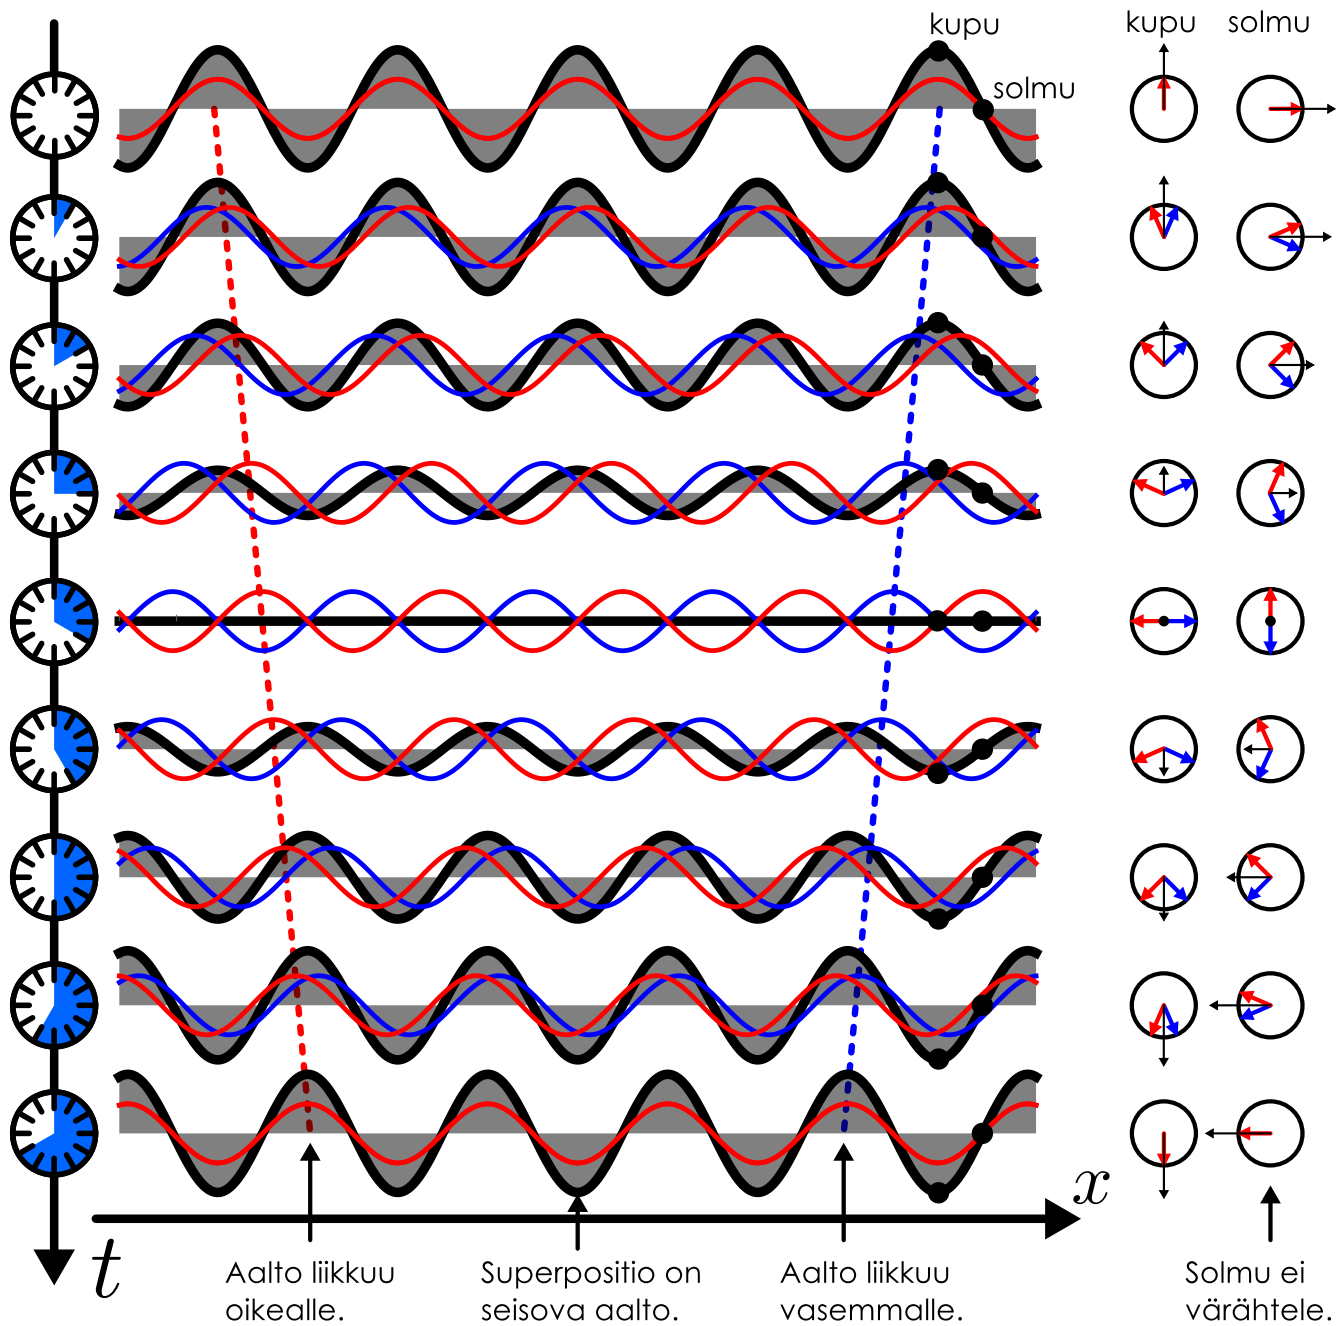 kupu
solmu
kupu
solmu
x
t
Aalto liikkuu
oikealle.
Superpositio on
seisova aalto.
Aalto liikkuu
vasemmalle.
Solmu ei
värähtele.